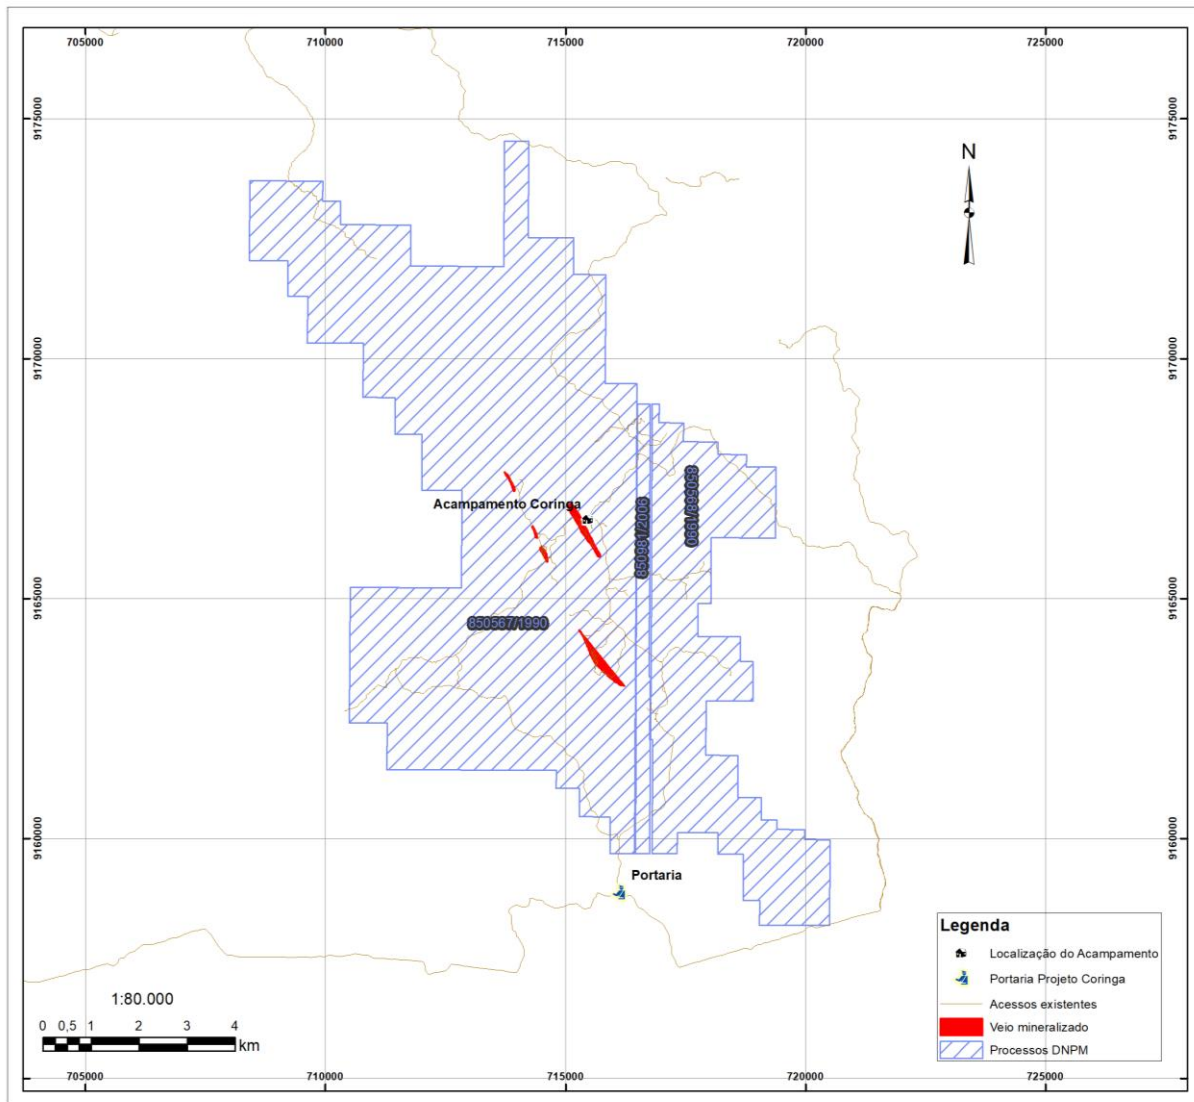 705000
710000
715000
720000
725000
9175000
9175000
N
9170000
9170000
Acampamento Coringa
850981/2006
850568/1990
9165000
9165000
850567/1990
9160000
9160000
Portaria
Legenda
Localização do Acampamento
Portaria Projeto Coringa
Acessos existentes
Veio mineralizado
Processos DNPM
1:80.000
0 0,5 1 2 3 4
km
705000
710000
715000
720000
725000